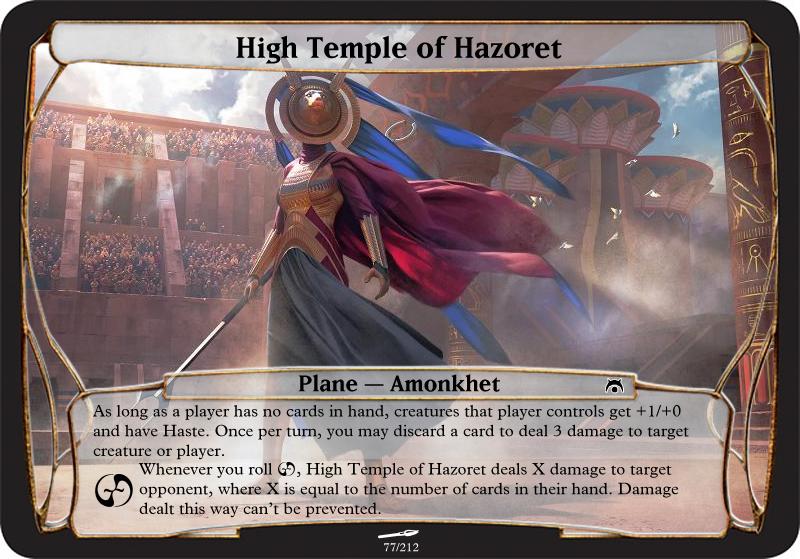 High Temple of Hazoret
Plane — Amonkhet
As long as a player has no cards in hand, creatures that player controls get +1/+0
and have Haste. Once per turn, you may discard a card to deal 3 damage to target
creature or player.
Whenever you roll , High Temple of Hazoret deals X damage to target
opponent, where X is equal to the number of cards in their hand. Damage
dealt this way can't be prevented.
77/212